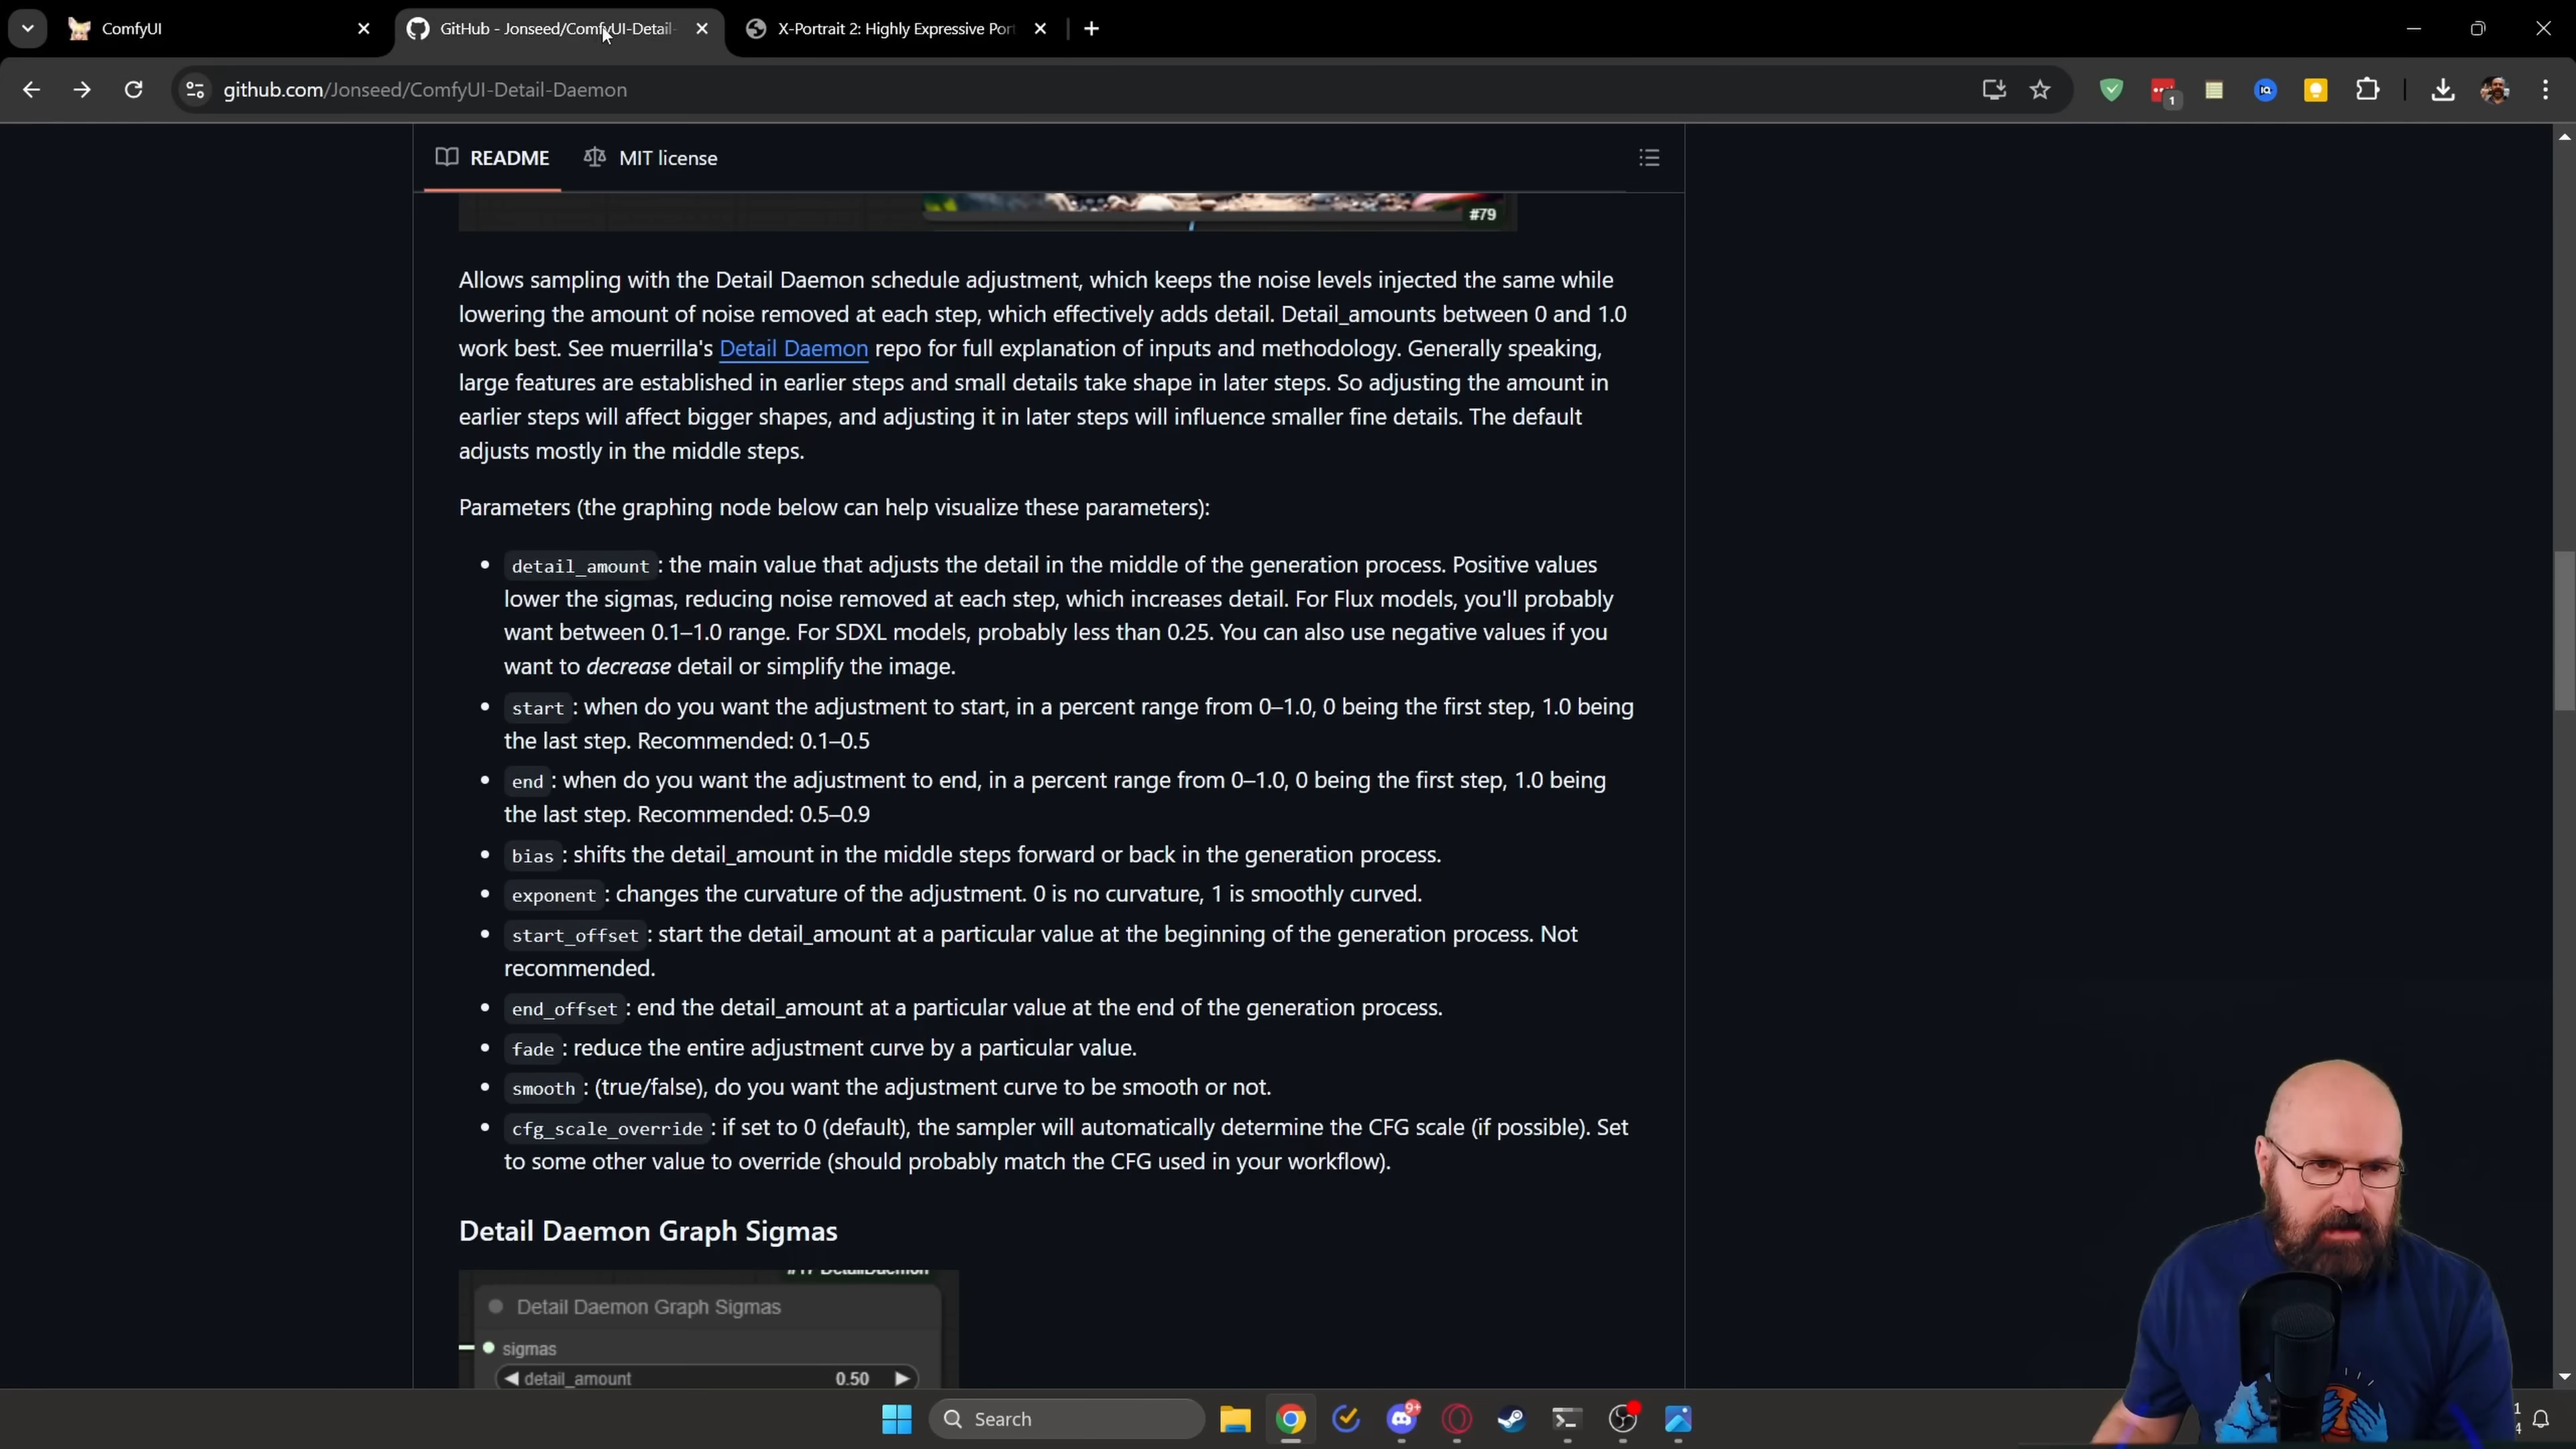 ComfyUI
GitHub - Jonseed/ComfyUI-Detail-
X-Portrait 2: Highly Expressive Por
github.com/Jonseed/ComfyUI-Detail-Daemon
1
README
MIT license
#79
Allows sampling with the Detail Daemon schedule adjustment, which keeps the noise levels injected the same while
lowering the amount of noise removed at each step, which effectively adds detail. Detail_amounts between 0 and 1.0
work best. See muerrilla's Detail Daemon repo for full explanation of inputs and methodology. Generally speaking,
large features are established in earlier steps and small details take shape in later steps. So adjusting the amount in
earlier steps will affect bigger shapes, and adjusting it in later steps will influence smaller fine details. The default
adjusts mostly in the middle steps.
Parameters (the graphing node below can help visualize these parameters):
detail_amount : the main value that adjusts the detail in the middle of the generation process. Positive values
lower the sigmas, reducing noise removed at each step, which increases detail. For Flux models, you'll probably
want between 0.1–1.0 range. For SDXL models, probably less than 0.25. You can also use negative values if you
want to decrease detail or simplify the image.
start : when do you want the adjustment to start, in a percent range from 0–1.0, 0 being the first step, 1.0 being
the last step. Recommended: 0.1–0.5
end : when do you want the adjustment to end, in a percent range from 0–1.0, 0 being the first step, 1.0 being
the last step. Recommended: 0.5–0.9
bias : shifts the detail_amount in the middle steps forward or back in the generation process.
exponent : changes the curvature of the adjustment. 0 is no curvature, 1 is smoothly curved.
start_offset : start the detail_amount at a particular value at the beginning of the generation process. Not
recommended.
end_offset : end the detail_amount at a particular value at the end of the generation process.
fade : reduce the entire adjustment curve by a particular value.
smooth : (true/false), do you want the adjustment curve to be smooth or not.
cfg_scale_override : if set to 0 (default), the sampler will automatically determine the CFG scale (if possible). Set
to some other value to override (should probably match the CFG used in your workflow).
Detail Daemon Graph Sigmas
#17 DetailDaemon
Detail Daemon Graph Sigmas
sigmas
detail_amount 0.50
Search
9+